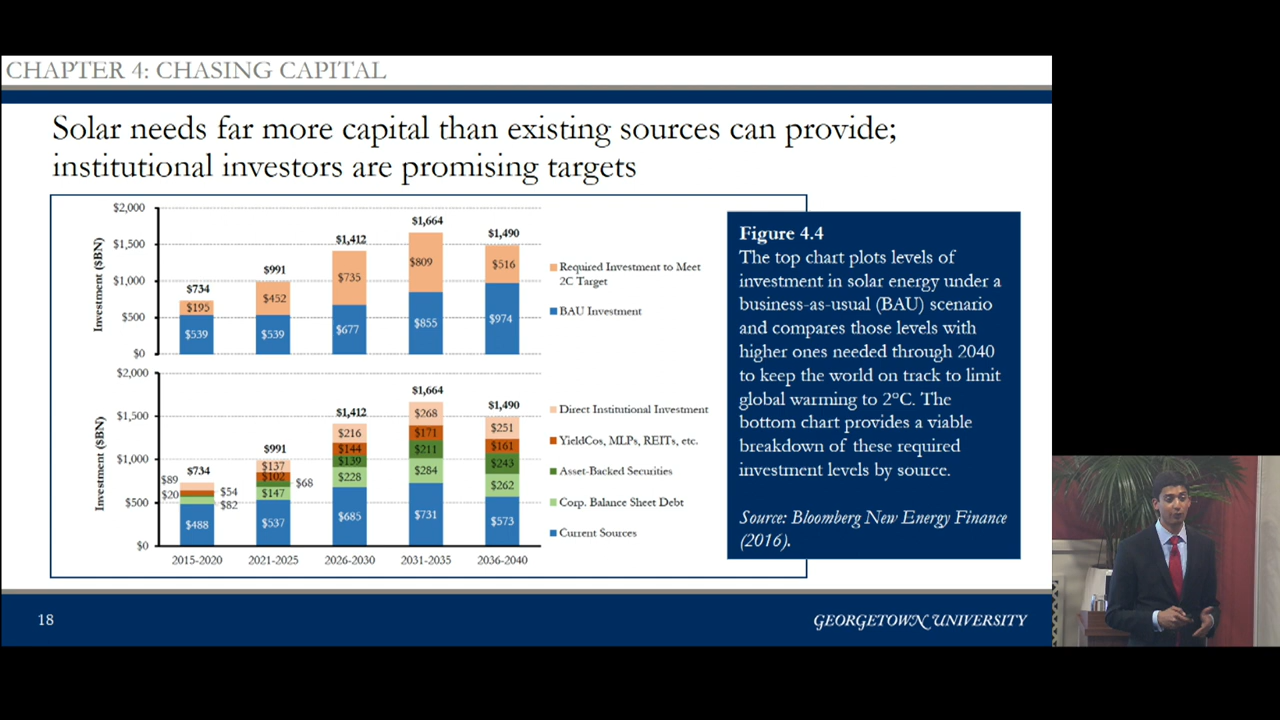 CHAPTER 4: CHASING CAPITAL
Solar needs far more capital than existing sources can provide;
institutional investors are promising targets
Investment ($BN)
$2,000
$1,500
$1,000
$500
$0
$734
$195
$539
$991
$452
$539
$1,412
$735
$677
$1,664
$809
$855
$1,490
$516
$974
Required Investment to Meet
2C Target
BAU Investment
Investment ($BN)
$2,000
$1,500
$1,000
$500
$0
$734
$89
$20
$54
$82
$488
$991
$137
$102
$68
$147
$537
$1,412
$216
$144
$139
$228
$685
$1,664
$268
$171
$211
$284
$731
$1,490
$251
$161
$243
$262
$573
2015-2020
2021-2025
2026-2030
2031-2035
2036-2040
Direct Institutional Investment
YieldCos, MLPs, REITs, etc.
Asset-Backed Securities
Corp. Balance Sheet Debt
Current Sources
Figure 4.4
The top chart plots levels of
investment in solar energy under a
business-as-usual (BAU) scenario
and compares those levels with
higher ones needed through 2040
to keep the world on track to limit
global warming to 2°C. The
bottom chart provides a viable
breakdown of these required
investment levels by source.
Source: Bloomberg New Energy Finance
(2016).
18
GEORGETOWN UNIVERSITY